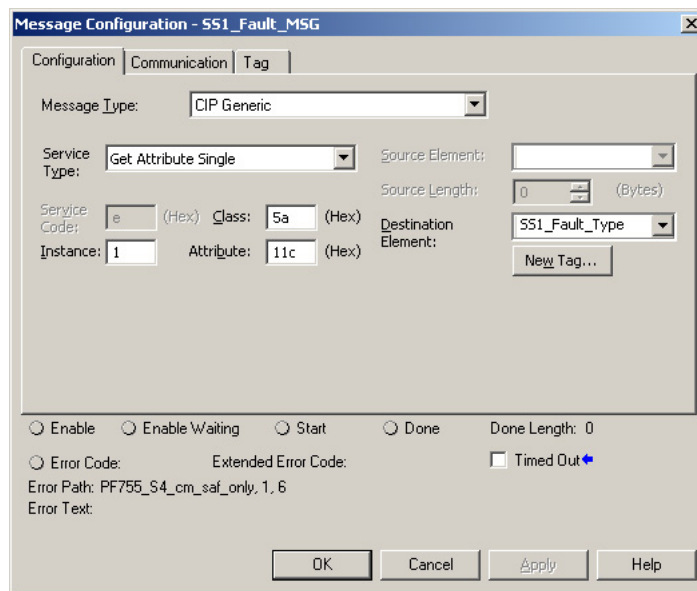 Message Configuration - SS1_Fault_MSG
Configuration Communication Tag
Message Type: CIP Generic
Service Type: Get Attribute Single
Source Element:
Source Length: 0 (Bytes)
Service Code: e (Hex) Class: 5a (Hex)
Destination Element: SS1_Fault_Type
Instance: 1 Attribute: 11c (Hex)
New Tag...
Enable Enable Waiting Start Done Done Length: 0
Error Code: Extended Error Code: Timed Out
Error Path: PF755_S4_cm_saf_only, 1, 6
Error Text:
OK Cancel Apply Help